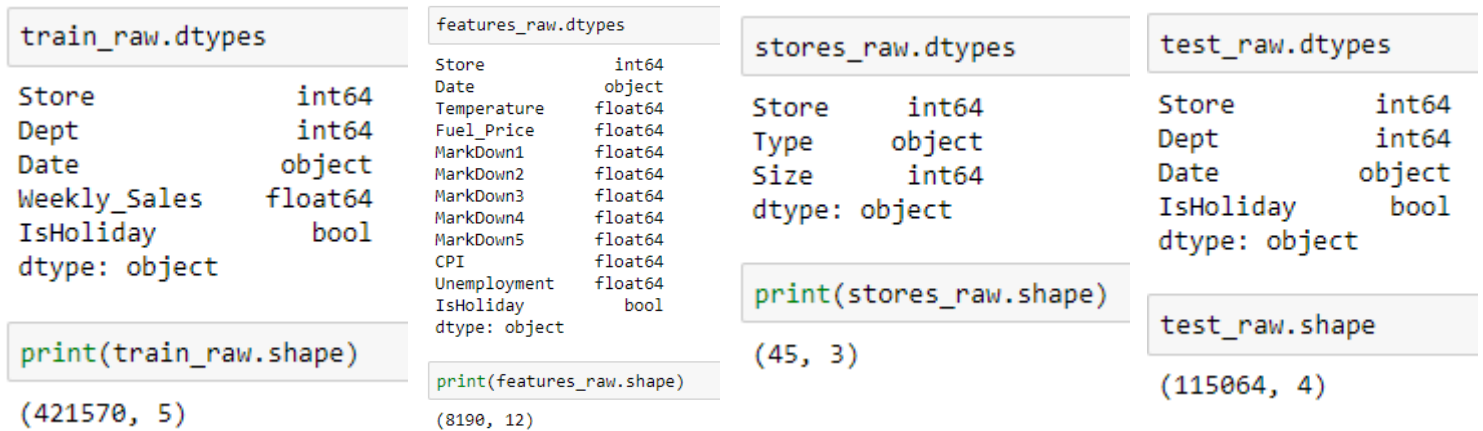 train_raw.dtypes
Store int64
Dept int64
Date object
Weekly_Sales float64
IsHoliday bool
dtype: object
print(train_raw.shape)
(421570, 5)
features_raw.dtypes
Store int64
Date object
Temperature float64
Fuel_Price float64
MarkDown1 float64
MarkDown2 float64
MarkDown3 float64
MarkDown4 float64
MarkDown5 float64
CPI float64
Unemployment float64
IsHoliday bool
dtype: object
print(features_raw.shape)
(8190, 12)
stores_raw.dtypes
Store int64
Type object
Size int64
dtype: object
print(stores_raw.shape)
(45, 3)
test_raw.dtypes
Store int64
Dept int64
Date object
IsHoliday bool
dtype: object
test_raw.shape
(115064, 4)